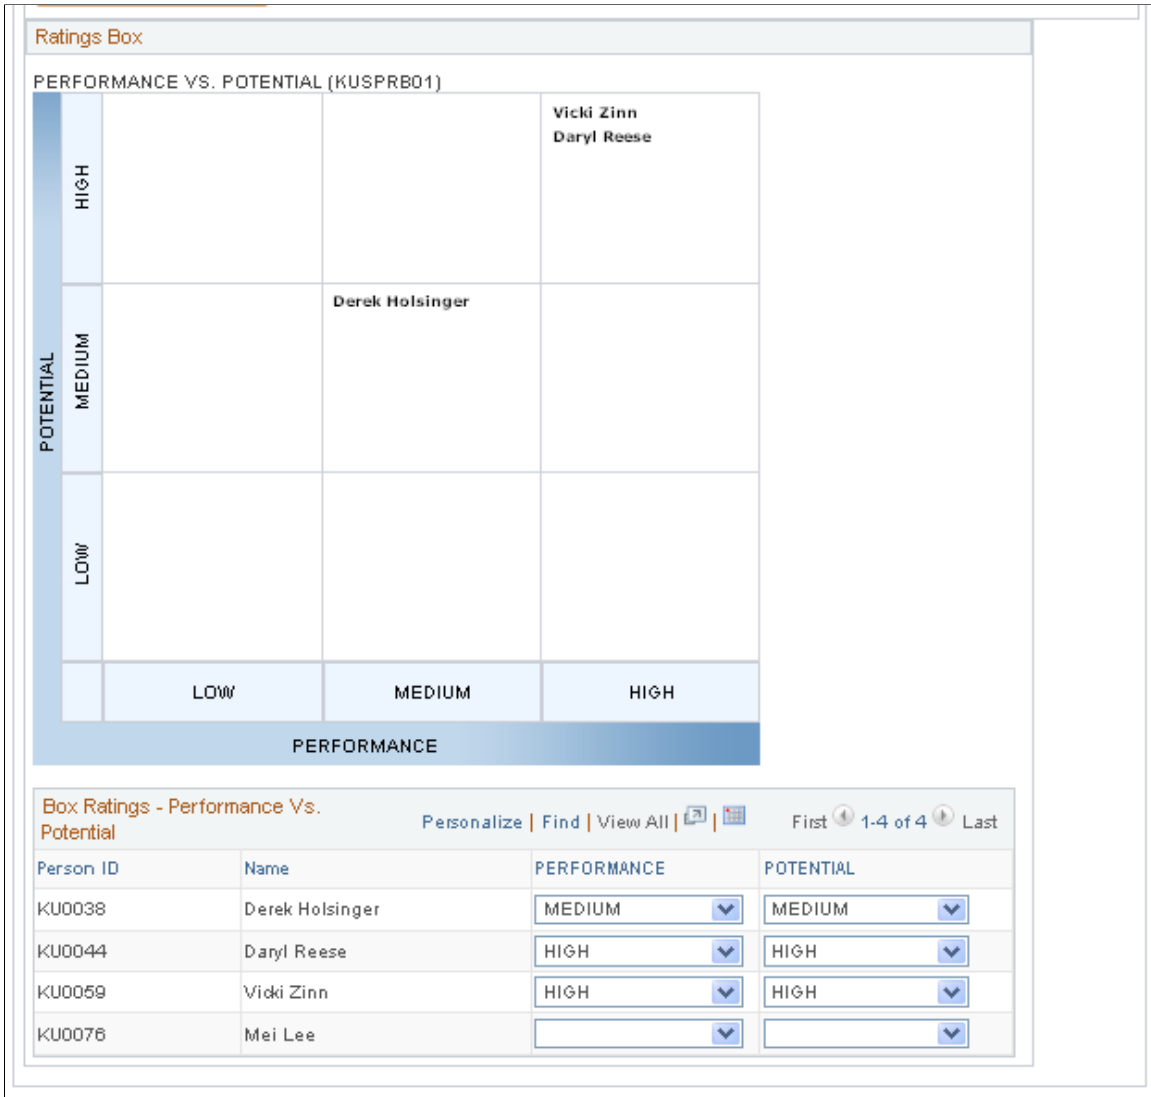 Ratings Box
PERFORMANCE VS. POTENTIAL (KUSPRB01)
Vicki Zinn
Daryl Reese
HIGH
Derek Holsinger
MEDIUM
POTENTIAL
LOW
LOW MEDIUM HIGH
PERFORMANCE
Box Ratings - Performance Vs.
Potential
Personalize | Find | View All | | First 1-4 of 4 Last
Person ID Name PERFORMANCE POTENTIAL
KU0038 Derek Holsinger MEDIUM MEDIUM
KU0044 Daryl Reese HIGH HIGH
KU0059 Vicki Zinn HIGH HIGH
KU0076 Mei Lee